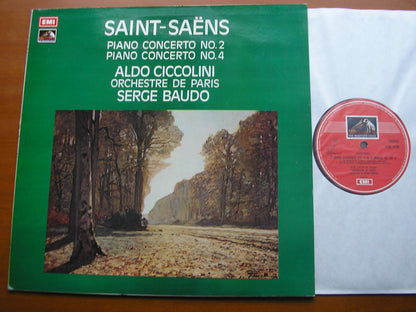 EMI
SAINT-SAËNS
PIANO CONCERTO NO.2
PIANO CONCERTO NO.4
ALDO CICCOLINI
ORCHESTRE DE PARIS
SERGE BAUDO
EMI